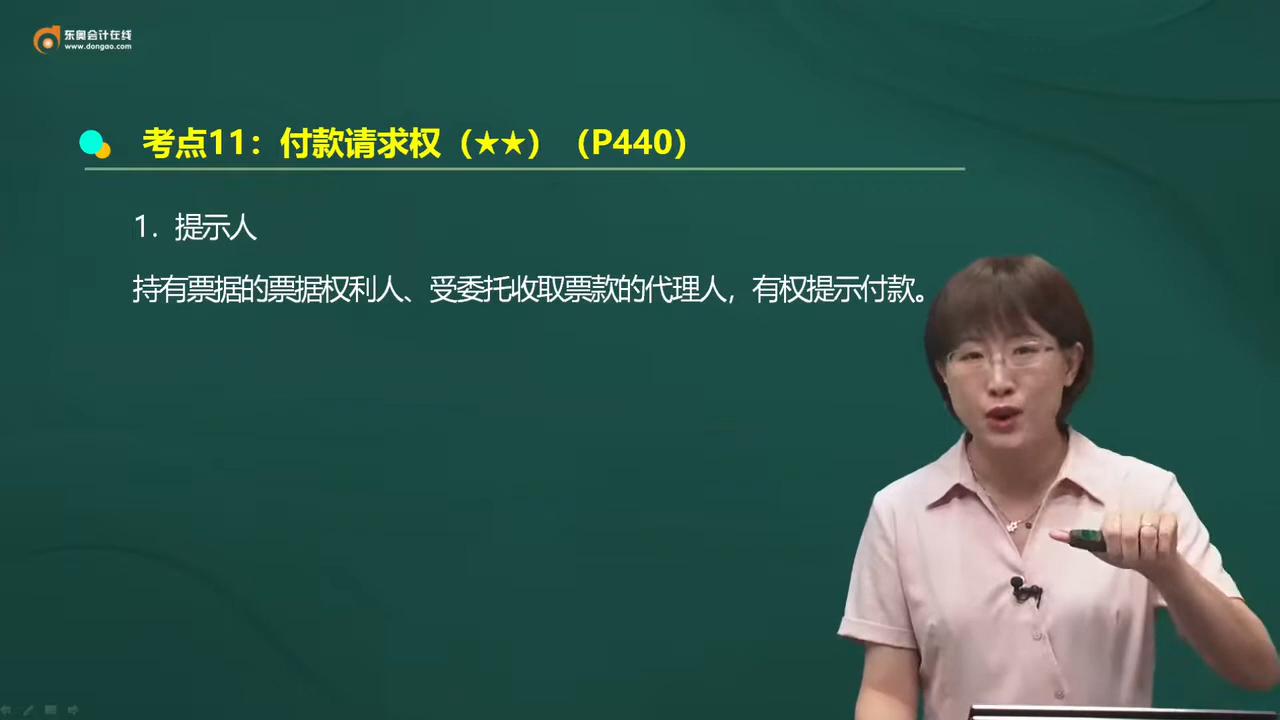 东奥会计在线
www.dongao.com
考点11：付款请求权（★★）（P440）
1. 提示人
持有票据的票据权利人、受委托收取票款的代理人，有权提示付款。